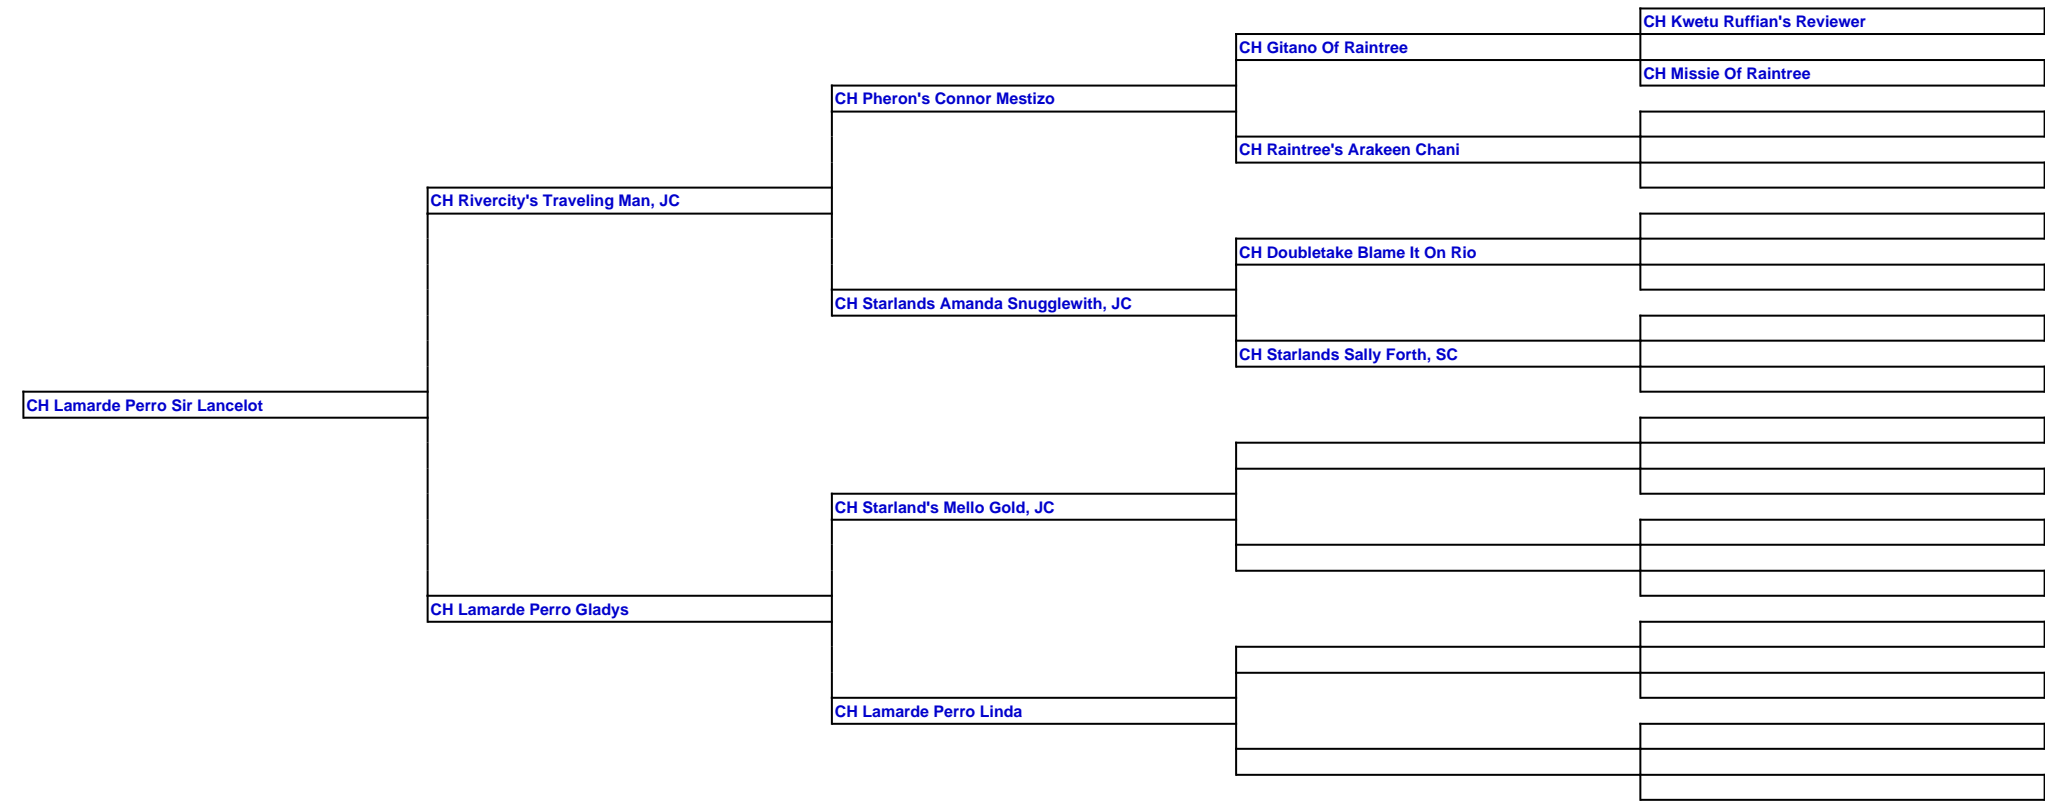 CH Kwetu Ruffian's Reviewer
CH Gitano Of Raintree
CH Missie Of Raintree
CH Pheron's Connor Mestizo
CH Raintree's Arakeen Chani
CH Rivercity's Traveling Man, JC
CH Doubletake Blame It On Rio
CH Starlands Amanda Snugglewith, JC
CH Starlands Sally Forth, SC
CH Lamarde Perro Sir Lancelot
CH Starland's Mello Gold, JC
CH Lamarde Perro Gladys
CH Lamarde Perro Linda